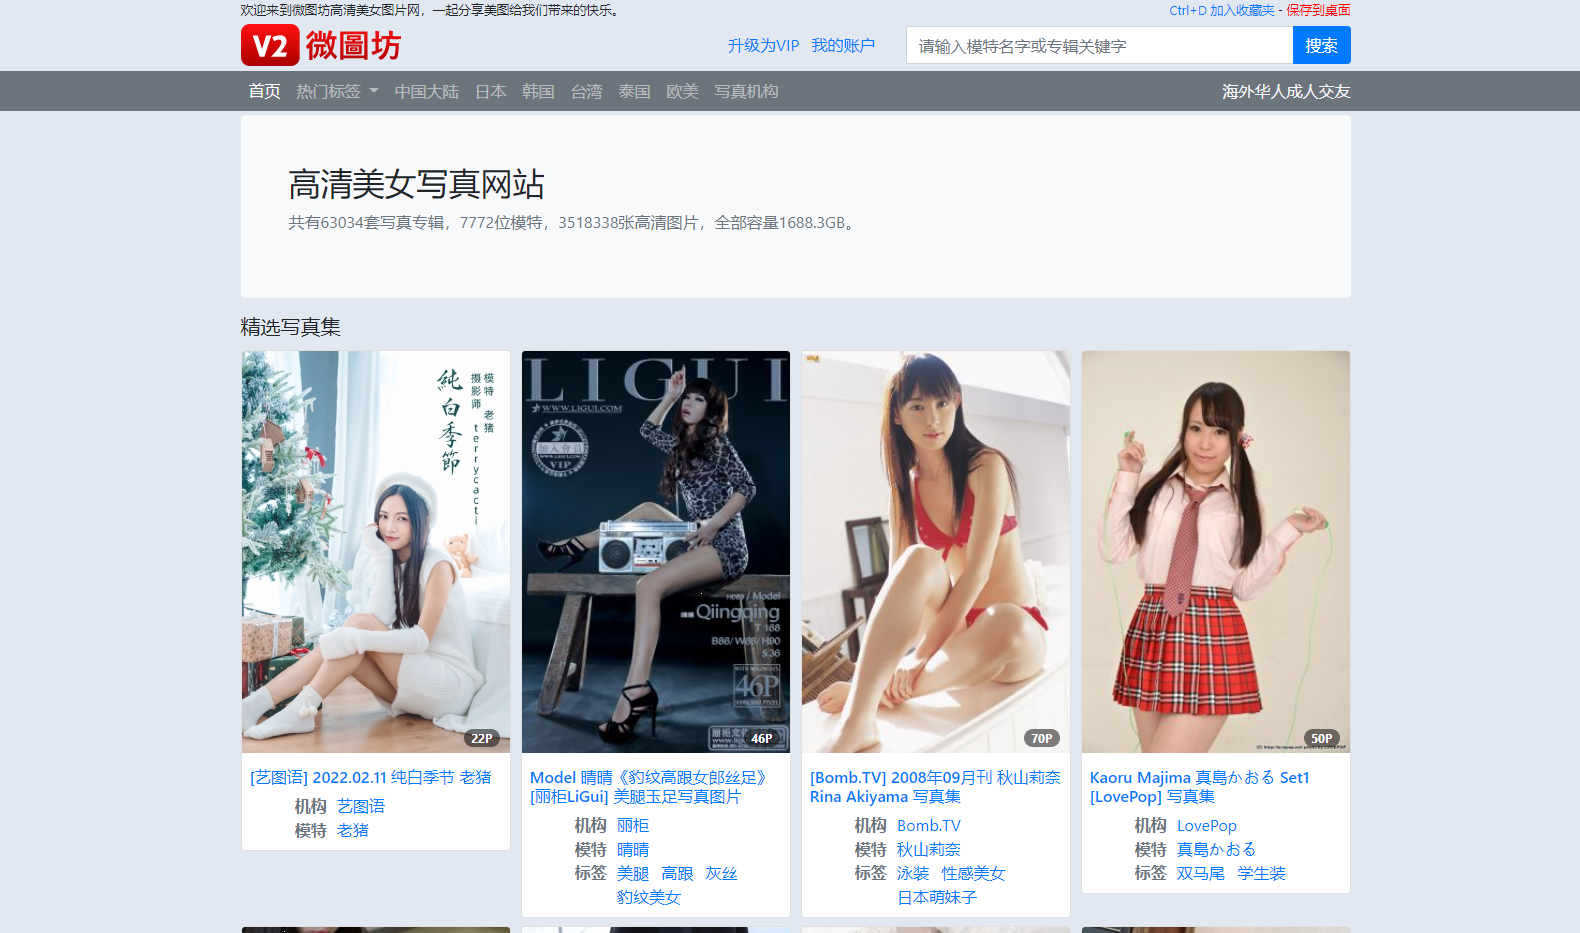 欢迎来到微图坊高清美女图片网，一起分享美图给我们带来的快乐。
Ctrl+D 加入收藏夹 - 保存到桌面
V2 微圖坊
升级为VIP 我的账户
请输入模特名字或专辑关键字
搜索
首页 热门标签 中国大陆 日本 韩国 台湾 泰国 欧美 写真机构
海外华人成人交友
高清美女写真网站
共有63034套写真专辑，7772位模特，3518338张高清图片，全部容量1688.3GB。
精选写真集
純白季節
模特 老猪
摄影师 terrycacti
22P
[艺图语] 2022.02.11 纯白季节 老猪
机构 艺图语
模特 老猪
LIGUI
WWW.LIGUI.COM
加入會員
VIP
Model
Qiingqing
T 168
B86/W66/H90
S 36
46P
46P
Model 晴晴《豹纹高跟女郎丝足》
[丽柜LiGui] 美腿玉足写真图片
机构 丽柜
模特 晴晴
标签 美腿 高跟 灰丝
豹纹美女
70P
[Bomb.TV] 2008年09月刊 秋山莉奈
Rina Akiyama 写真集
机构 Bomb.TV
模特 秋山莉奈
标签 泳装 性感美女
日本萌妹子
50P
Kaoru Majima 真島かおる Set1
[LovePop] 写真集
机构 LovePop
模特 真島かおる
标签 双马尾 学生装